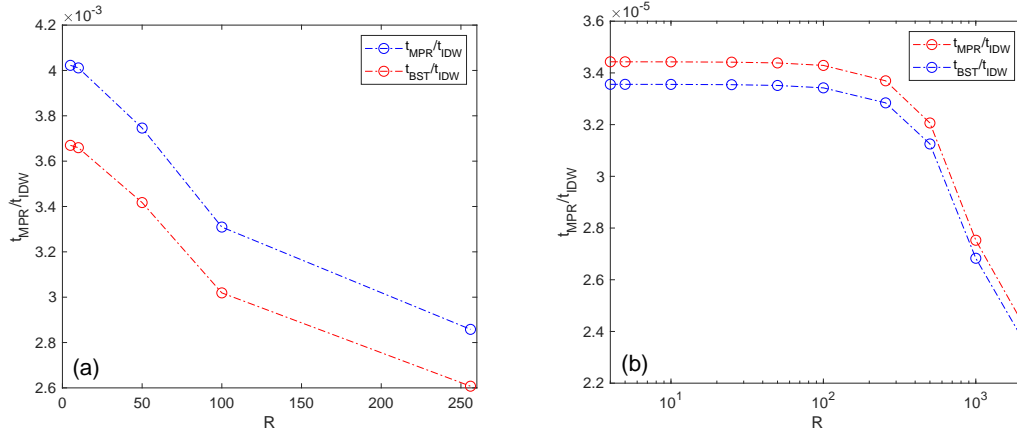 ×10⁻³
4.2
4
3.8
3.6
3.4
3.2
3
2.8
2.6
t_MPR/t_IDW
t_MPR/t_IDW
t_BST/t_IDW
(a)
0 50 100 150 200 250
R
3.6 ×10⁻⁵
3.4
3.2
3
2.8
2.6
2.4
2.2
t_MPR/t_IDW
t_MPR/t_IDW
t_BST/t_IDW
(b)
10¹ 10² 10³
R